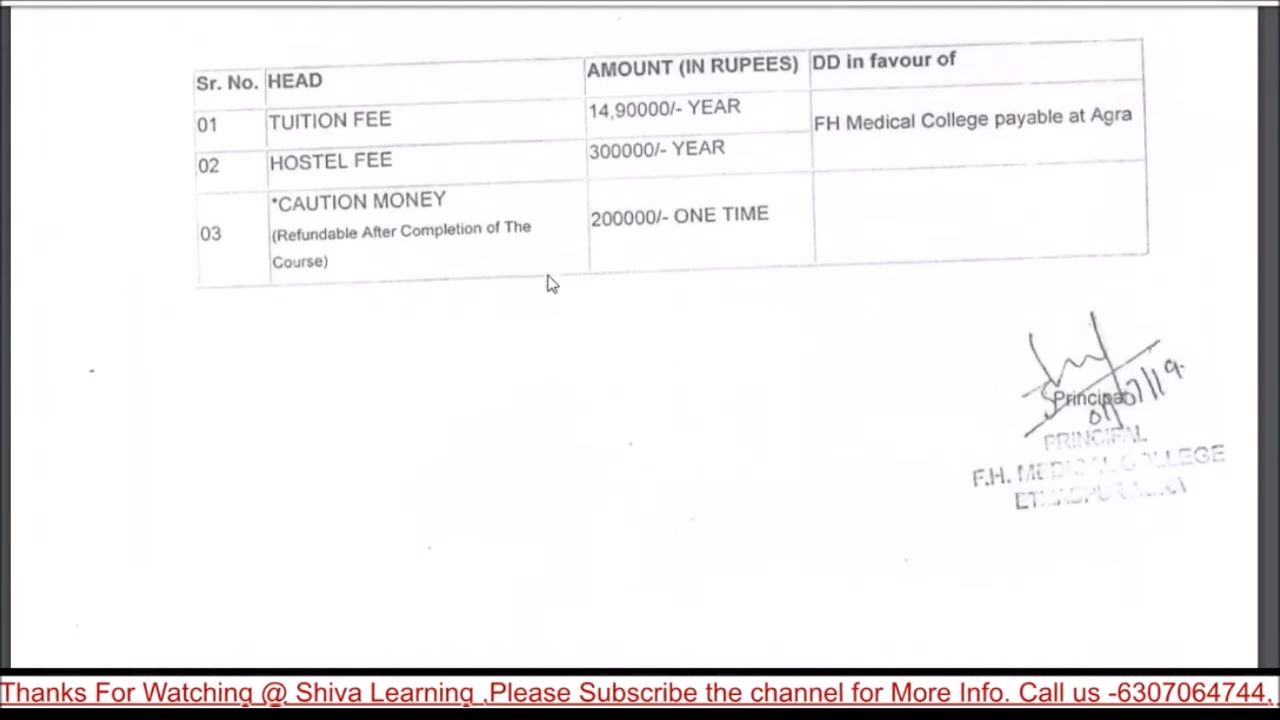 Sr. No. HEAD AMOUNT (IN RUPEES) DD in favour of
01 TUITION FEE 14,90000/- YEAR FH Medical College payable at Agra
02 HOSTEL FEE 300000/- YEAR
03 *CAUTION MONEY 200000/- ONE TIME
(Refundable After Completion of The
Course)
Principal
PRINCIPAL
F.H. MEDICAL COLLEGE
Thanks For Watching @ Shiva Learning ,Please Subscribe the channel for More Info. Call us -6307064744,